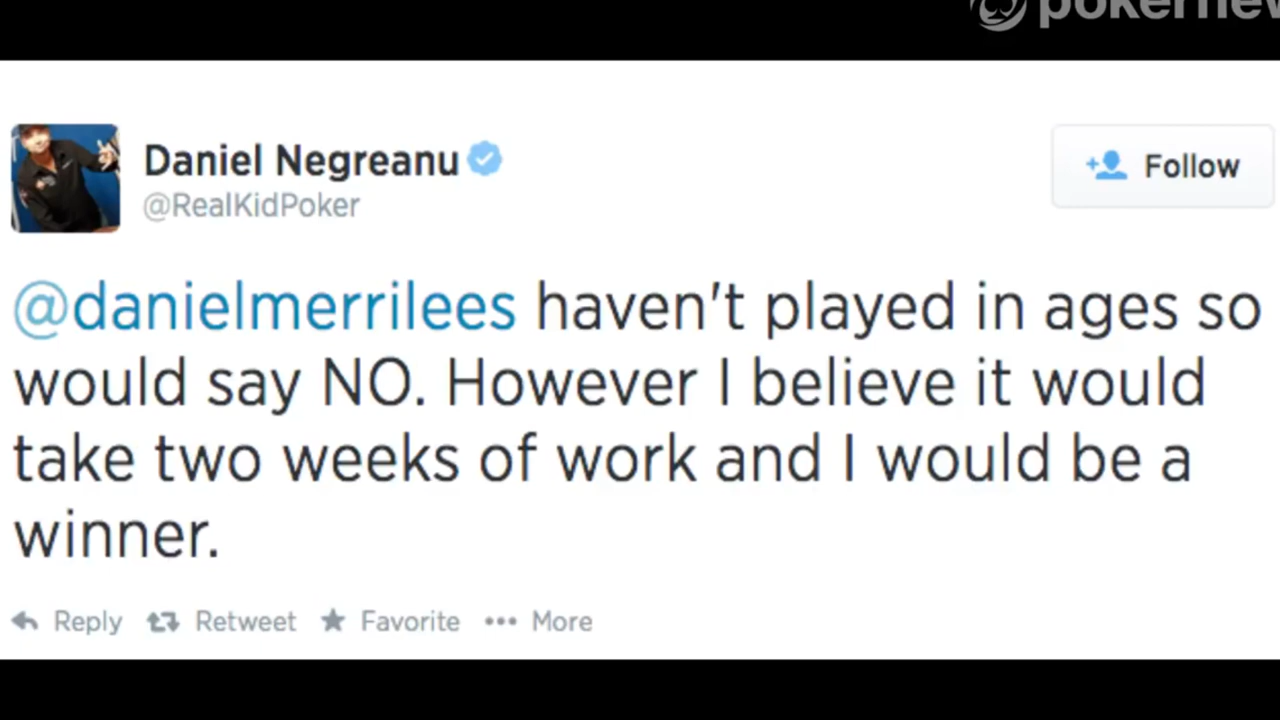 pokernew
Daniel Negreanu
@RealKidPoker
Follow
@danielmerrilees haven't played in ages so
would say NO. However I believe it would
take two weeks of work and I would be a
winner.
Reply Retweet Favorite More